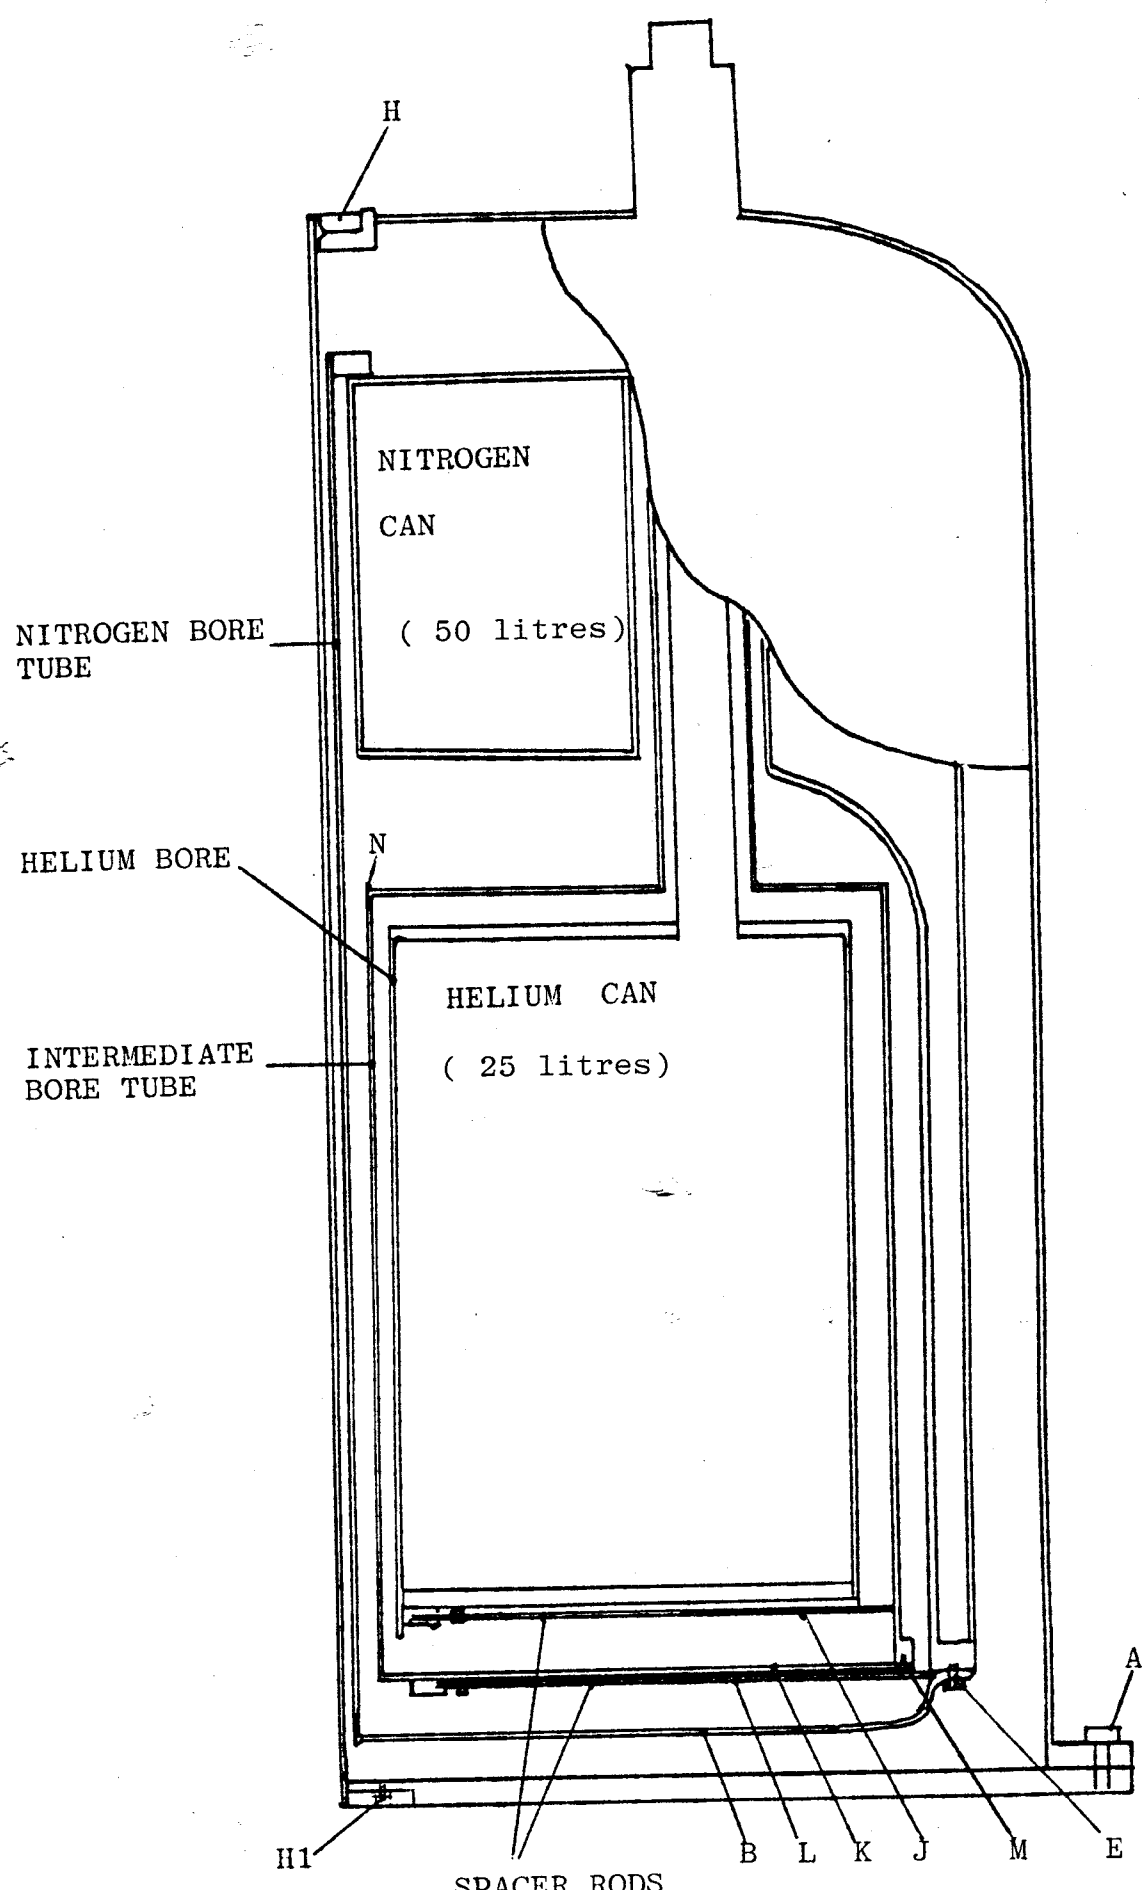 H
NITROGEN
CAN
( 50 litres)
NITROGEN BORE
TUBE
N
HELIUM BORE
HELIUM CAN
( 25 litres)
INTERMEDIATE
BORE TUBE
A
H1
B
L
K
J
M
E
SPACER RODS